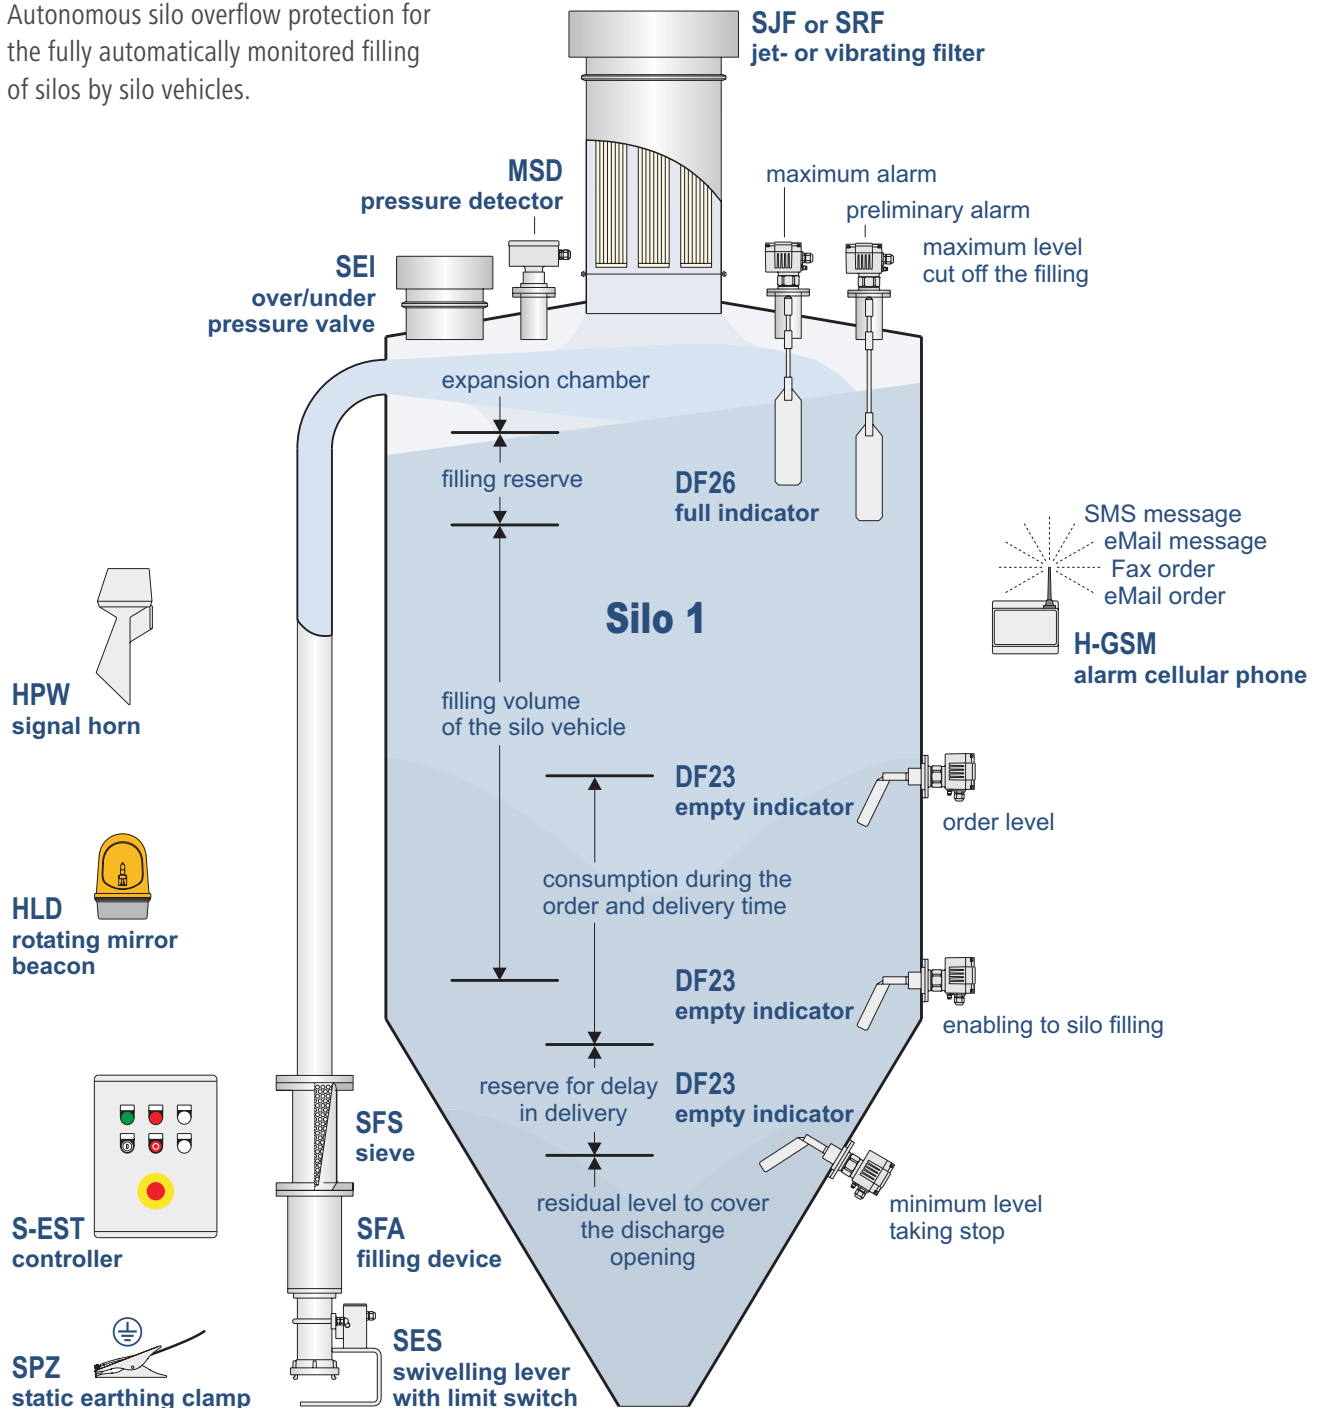 Autonomous silo overflow protection for
the fully automatically monitored filling
of silos by silo vehicles.
SJF or SRF
jet- or vibrating filter
MSD
pressure detector
maximum alarm
preliminary alarm
maximum level
cut off the filling
SEI
over/under
pressure valve
expansion chamber
filling reserve
DF26
full indicator
SMS message
eMail message
Fax order
eMail order
H-GSM
alarm cellular phone
Silo 1
HPW
signal horn
filling volume
of the silo vehicle
DF23
empty indicator
order level
HLD
rotating mirror
beacon
consumption during the
order and delivery time
DF23
empty indicator
enabling to silo filling
reserve for delay
in delivery
DF23
empty indicator
SFS
sieve
residual level to cover
the discharge
opening
minimum level
taking stop
S-EST
controller
SFA
filling device
SPZ
static earthing clamp
SES
swivelling lever
with limit switch